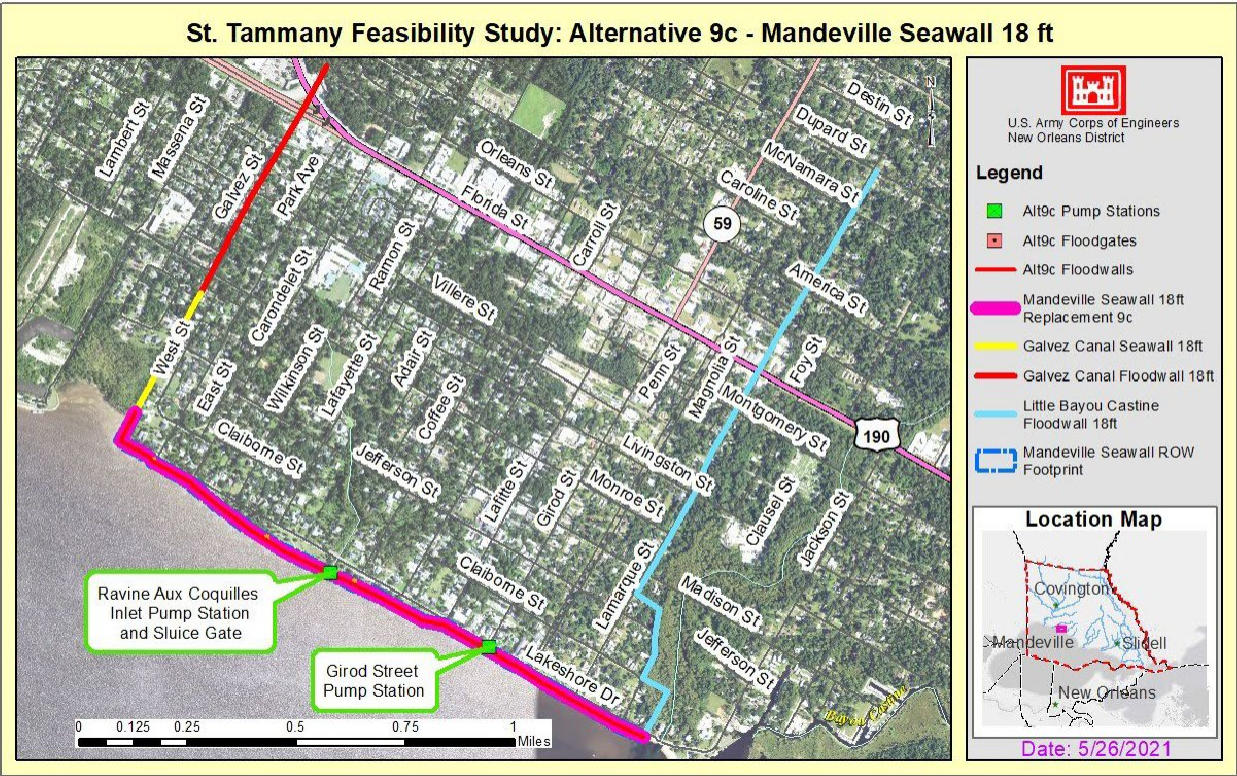 St. Tammany Feasibility Study: Alternative 9c - Mandeville Seawall 18 ft
Lambert St
Massena St
Galvez St
Park Ave
Orleans St
Florida St
Carroll St
Caroline St
McNamara St
Dupard St
Destin St
N
59
America St
Ramon St
Villere St
Carondelet St
West St
East St
Wilkinson St
Lafayette St
Adair St
Coffee St
Penn St
Magnolia St
Foy St
Montgomery St
190
Claiborne St
Jefferson St
Lafitte St
Girod St
Livingston St
Monroe St
Clausel St
Jackson St
Claiborne St
Lamarque St
Madison St
Jefferson St
Lakeshore Dr
Bayou Castine
Ravine Aux Coquilles
Inlet Pump Station
and Sluice Gate
Girod Street
Pump Station
0 0.125 0.25 0.5 0.75 1
Miles
U.S. Army Corps of Engineers
New Orleans District
Legend
Alt9c Pump Stations
Alt9c Floodgates
Alt9c Floodwalls
Mandeville Seawall 18ft
Replacement 9c
Galvez Canal Seawall 18ft
Galvez Canal Floodwall 18ft
Little Bayou Castine
Floodwall 18ft
Mandeville Seawall ROW
Footprint
Location Map
Covington
Mandeville
Slidell
New Orleans
Date: 5/26/2021